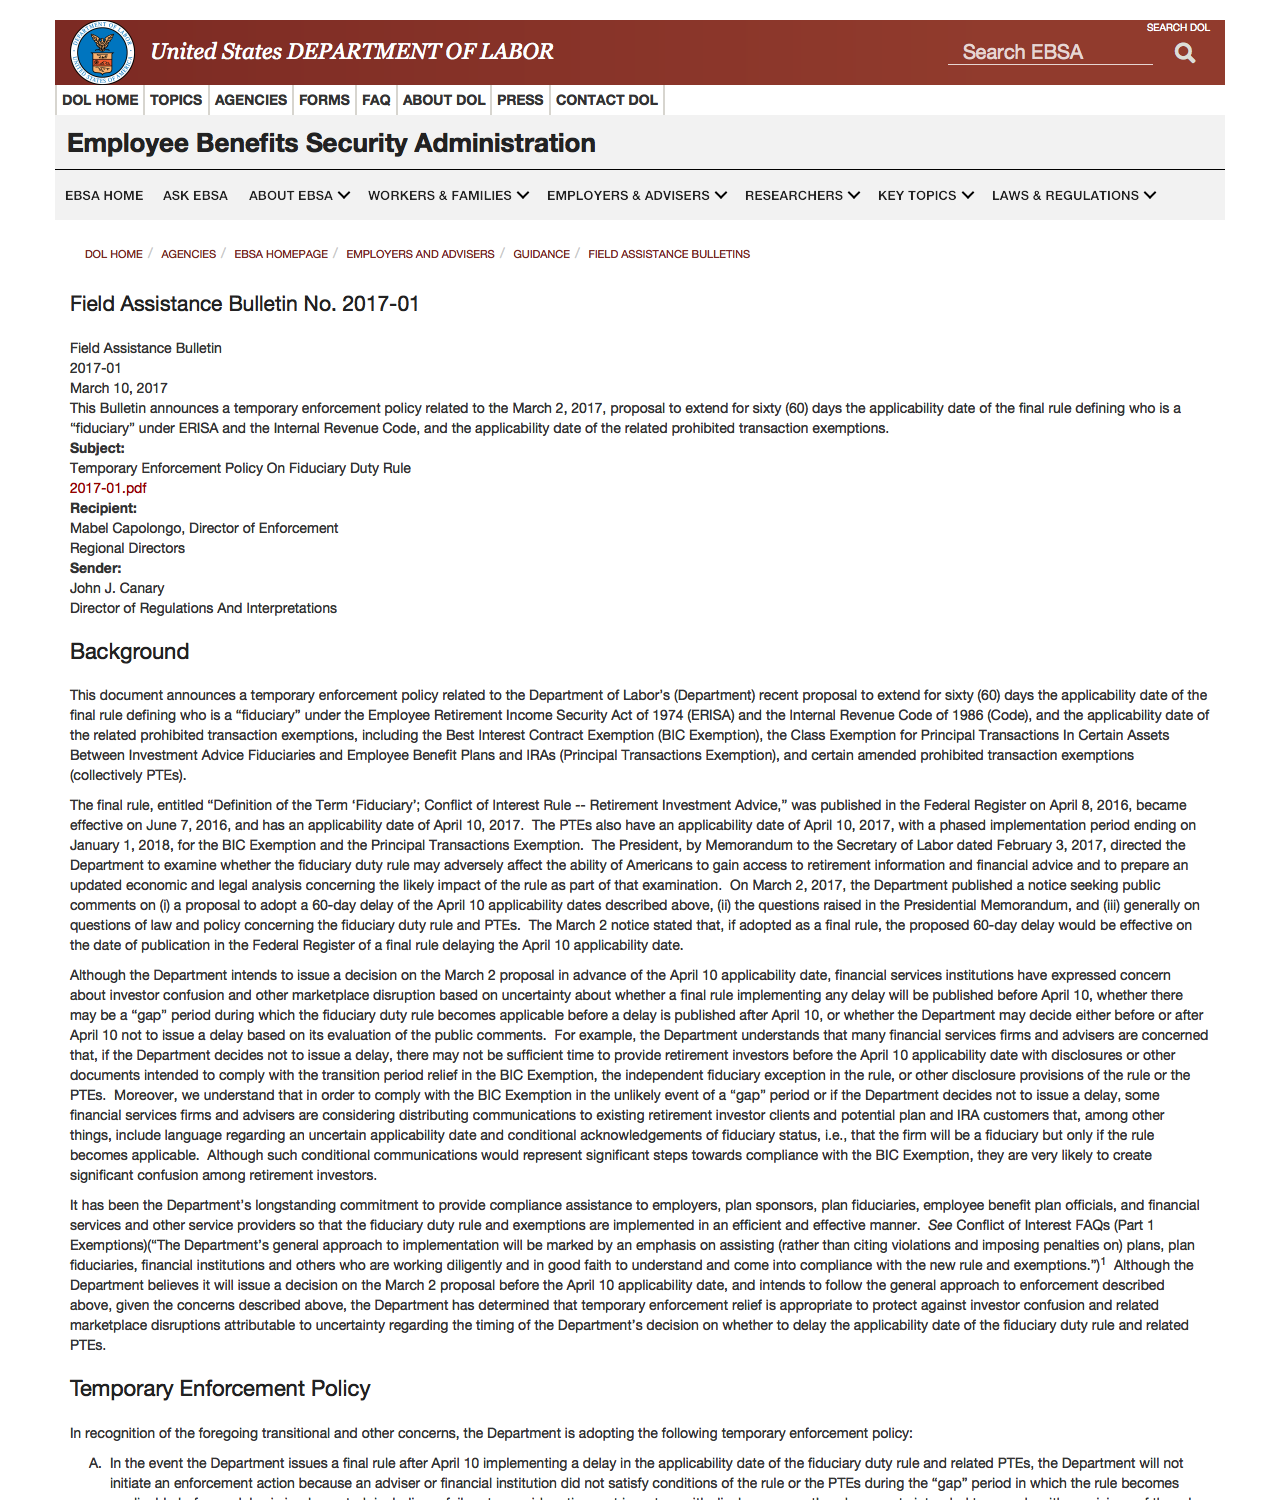 SEARCH DOL
United States DEPARTMENT OF LABOR
Search EBSA
DOL HOME TOPICS AGENCIES FORMS FAQ ABOUT DOL PRESS CONTACT DOL
Employee Benefits Security Administration
EBSA HOME ASK EBSA ABOUT EBSA WORKERS & FAMILIES EMPLOYERS & ADVISERS RESEARCHERS KEY TOPICS LAWS & REGULATIONS
DOL HOME / AGENCIES / EBSA HOMEPAGE / EMPLOYERS AND ADVISERS / GUIDANCE / FIELD ASSISTANCE BULLETINS
Field Assistance Bulletin No. 2017-01
Field Assistance Bulletin
2017-01
March 10, 2017
This Bulletin announces a temporary enforcement policy related to the March 2, 2017, proposal to extend for sixty (60) days the applicability date of the final rule defining who is a
“fiduciary” under ERISA and the Internal Revenue Code, and the applicability date of the related prohibited transaction exemptions.
Subject:
Temporary Enforcement Policy On Fiduciary Duty Rule
2017-01.pdf
Recipient:
Mabel Capolongo, Director of Enforcement
Regional Directors
Sender:
John J. Canary
Director of Regulations And Interpretations
Background
This document announces a temporary enforcement policy related to the Department of Labor’s (Department) recent proposal to extend for sixty (60) days the applicability date of the
final rule defining who is a “fiduciary” under the Employee Retirement Income Security Act of 1974 (ERISA) and the Internal Revenue Code of 1986 (Code), and the applicability date of
the related prohibited transaction exemptions, including the Best Interest Contract Exemption (BIC Exemption), the Class Exemption for Principal Transactions In Certain Assets
Between Investment Advice Fiduciaries and Employee Benefit Plans and IRAs (Principal Transactions Exemption), and certain amended prohibited transaction exemptions
(collectively PTEs).
The final rule, entitled “Definition of the Term ‘Fiduciary’; Conflict of Interest Rule -- Retirement Investment Advice,” was published in the Federal Register on April 8, 2016, became
effective on June 7, 2016, and has an applicability date of April 10, 2017. The PTEs also have an applicability date of April 10, 2017, with a phased implementation period ending on
January 1, 2018, for the BIC Exemption and the Principal Transactions Exemption. The President, by Memorandum to the Secretary of Labor dated February 3, 2017, directed the
Department to examine whether the fiduciary duty rule may adversely affect the ability of Americans to gain access to retirement information and financial advice and to prepare an
updated economic and legal analysis concerning the likely impact of the rule as part of that examination. On March 2, 2017, the Department published a notice seeking public
comments on (i) a proposal to adopt a 60-day delay of the April 10 applicability dates described above, (ii) the questions raised in the Presidential Memorandum, and (iii) generally on
questions of law and policy concerning the fiduciary duty rule and PTEs. The March 2 notice stated that, if adopted as a final rule, the proposed 60-day delay would be effective on
the date of publication in the Federal Register of a final rule delaying the April 10 applicability date.
Although the Department intends to issue a decision on the March 2 proposal in advance of the April 10 applicability date, financial services institutions have expressed concern
about investor confusion and other marketplace disruption based on uncertainty about whether a final rule implementing any delay will be published before April 10, whether there
may be a “gap” period during which the fiduciary duty rule becomes applicable before a delay is published after April 10, or whether the Department may decide either before or after
April 10 not to issue a delay based on its evaluation of the public comments. For example, the Department understands that many financial services firms and advisers are concerned
that, if the Department decides not to issue a delay, there may not be sufficient time to provide retirement investors before the April 10 applicability date with disclosures or other
documents intended to comply with the transition period relief in the BIC Exemption, the independent fiduciary exception in the rule, or other disclosure provisions of the rule or the
PTEs. Moreover, we understand that in order to comply with the BIC Exemption in the unlikely event of a “gap” period or if the Department decides not to issue a delay, some
financial services firms and advisers are considering distributing communications to existing retirement investor clients and potential plan and IRA customers that, among other
things, include language regarding an uncertain applicability date and conditional acknowledgements of fiduciary status, i.e., that the firm will be a fiduciary but only if the rule
becomes applicable. Although such conditional communications would represent significant steps towards compliance with the BIC Exemption, they are very likely to create
significant confusion among retirement investors.
It has been the Department’s longstanding commitment to provide compliance assistance to employers, plan sponsors, plan fiduciaries, employee benefit plan officials, and financial
services and other service providers so that the fiduciary duty rule and exemptions are implemented in an efficient and effective manner. See Conflict of Interest FAQs (Part 1
Exemptions)(“The Department’s general approach to implementation will be marked by an emphasis on assisting (rather than citing violations and imposing penalties on) plans, plan
fiduciaries, financial institutions and others who are working diligently and in good faith to understand and come into compliance with the new rule and exemptions.”)1 Although the
Department believes it will issue a decision on the March 2 proposal before the April 10 applicability date, and intends to follow the general approach to enforcement described
above, given the concerns described above, the Department has determined that temporary enforcement relief is appropriate to protect against investor confusion and related
marketplace disruptions attributable to uncertainty regarding the timing of the Department’s decision on whether to delay the applicability date of the fiduciary duty rule and related
PTEs.
Temporary Enforcement Policy
In recognition of the foregoing transitional and other concerns, the Department is adopting the following temporary enforcement policy:
A. In the event the Department issues a final rule after April 10 implementing a delay in the applicability date of the fiduciary duty rule and related PTEs, the Department will not
initiate an enforcement action because an adviser or financial institution did not satisfy conditions of the rule or the PTEs during the “gap” period in which the rule becomes